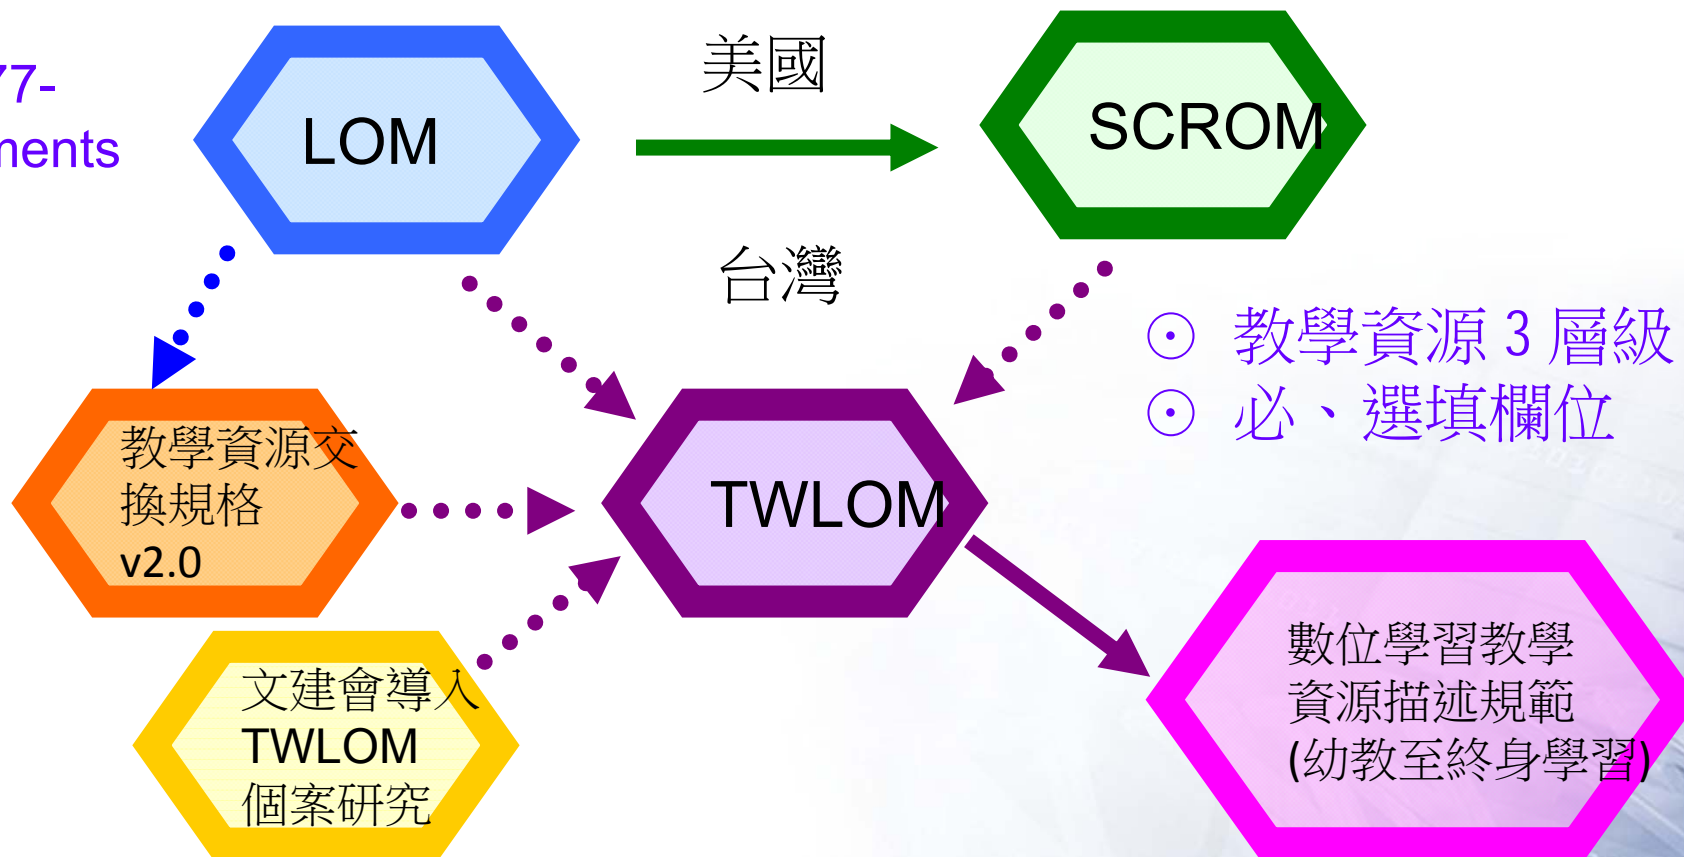 美國
77-
ments
LOM
SCROM
台灣
⊙ 教學資源 3 層級
⊙ 必、選填欄位
教學資源交
換規格
v2.0
TWLOM
文建會導入
TWLOM
個案研究
數位學習教學
資源描述規範
(幼教至終身學習)